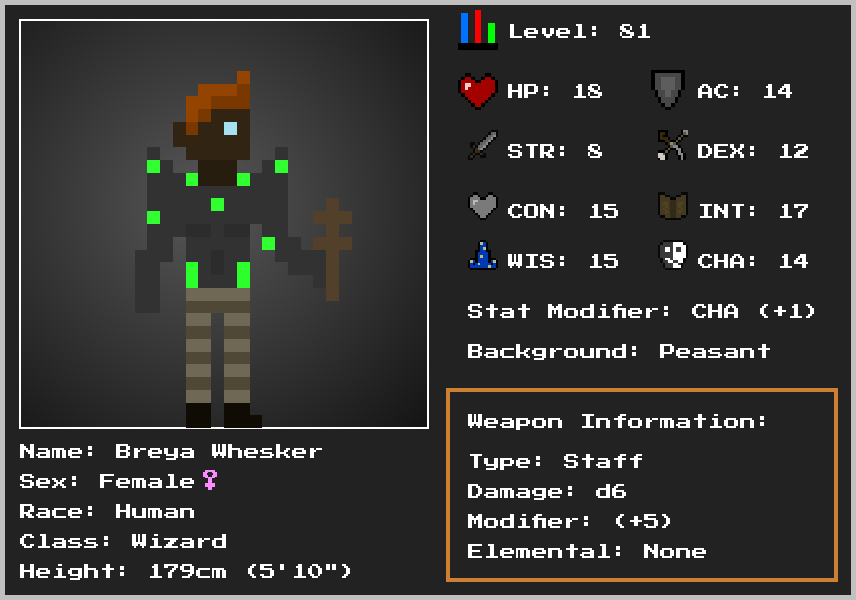 Level: 81
HP: 18
AC: 14
STR: 8
DEX: 12
CON: 15
INT: 17
WIS: 15
CHA: 14
Stat Modifier: CHA (+1)
Background: Peasant
Weapon Information:
Type: Staff
Damage: d6
Modifier: (+5)
Elemental: None
Name: Breya Whesker
Sex: Female♀
Race: Human
Class: Wizard
Height: 179cm (5'10")